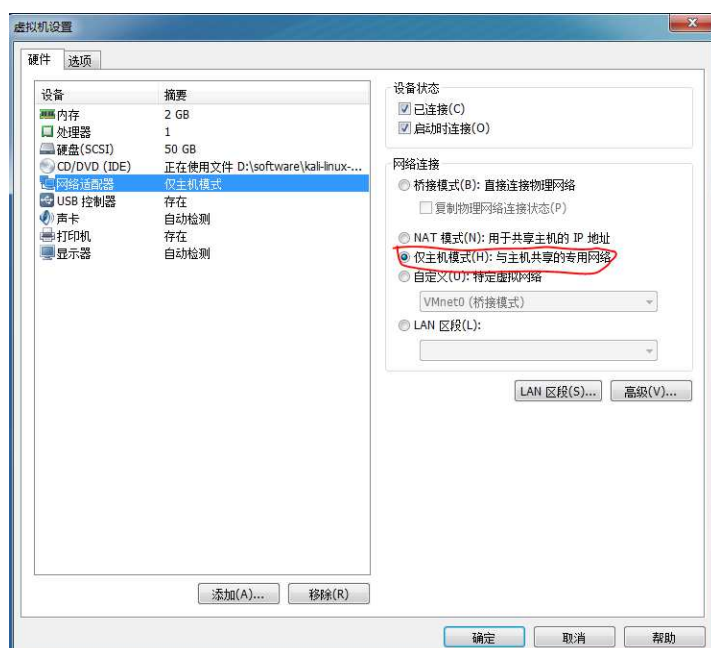 虚拟机设置
硬件 选项
设备 摘要
内存 2 GB
处理器 1
硬盘(SCSI) 50 GB
CD/DVD (IDE) 正在使用文件 D:\software\kali-linux-...
网络适配器 仅主机模式
USB 控制器 存在
声卡 自动检测
打印机 存在
显示器 自动检测
添加(A)... 移除(R)
设备状态
已连接(C)
启动时连接(O)
网络连接
桥接模式(B): 直接连接物理网络
复制物理网络连接状态(P)
NAT 模式(N): 用于共享主机的 IP 地址
仅主机模式(H): 与主机共享的专用网络
自定义(U): 特定虚拟网络
VMnet0 (桥接模式)
LAN 区段(L):
LAN 区段(S)... 高级(V)...
确定 取消 帮助